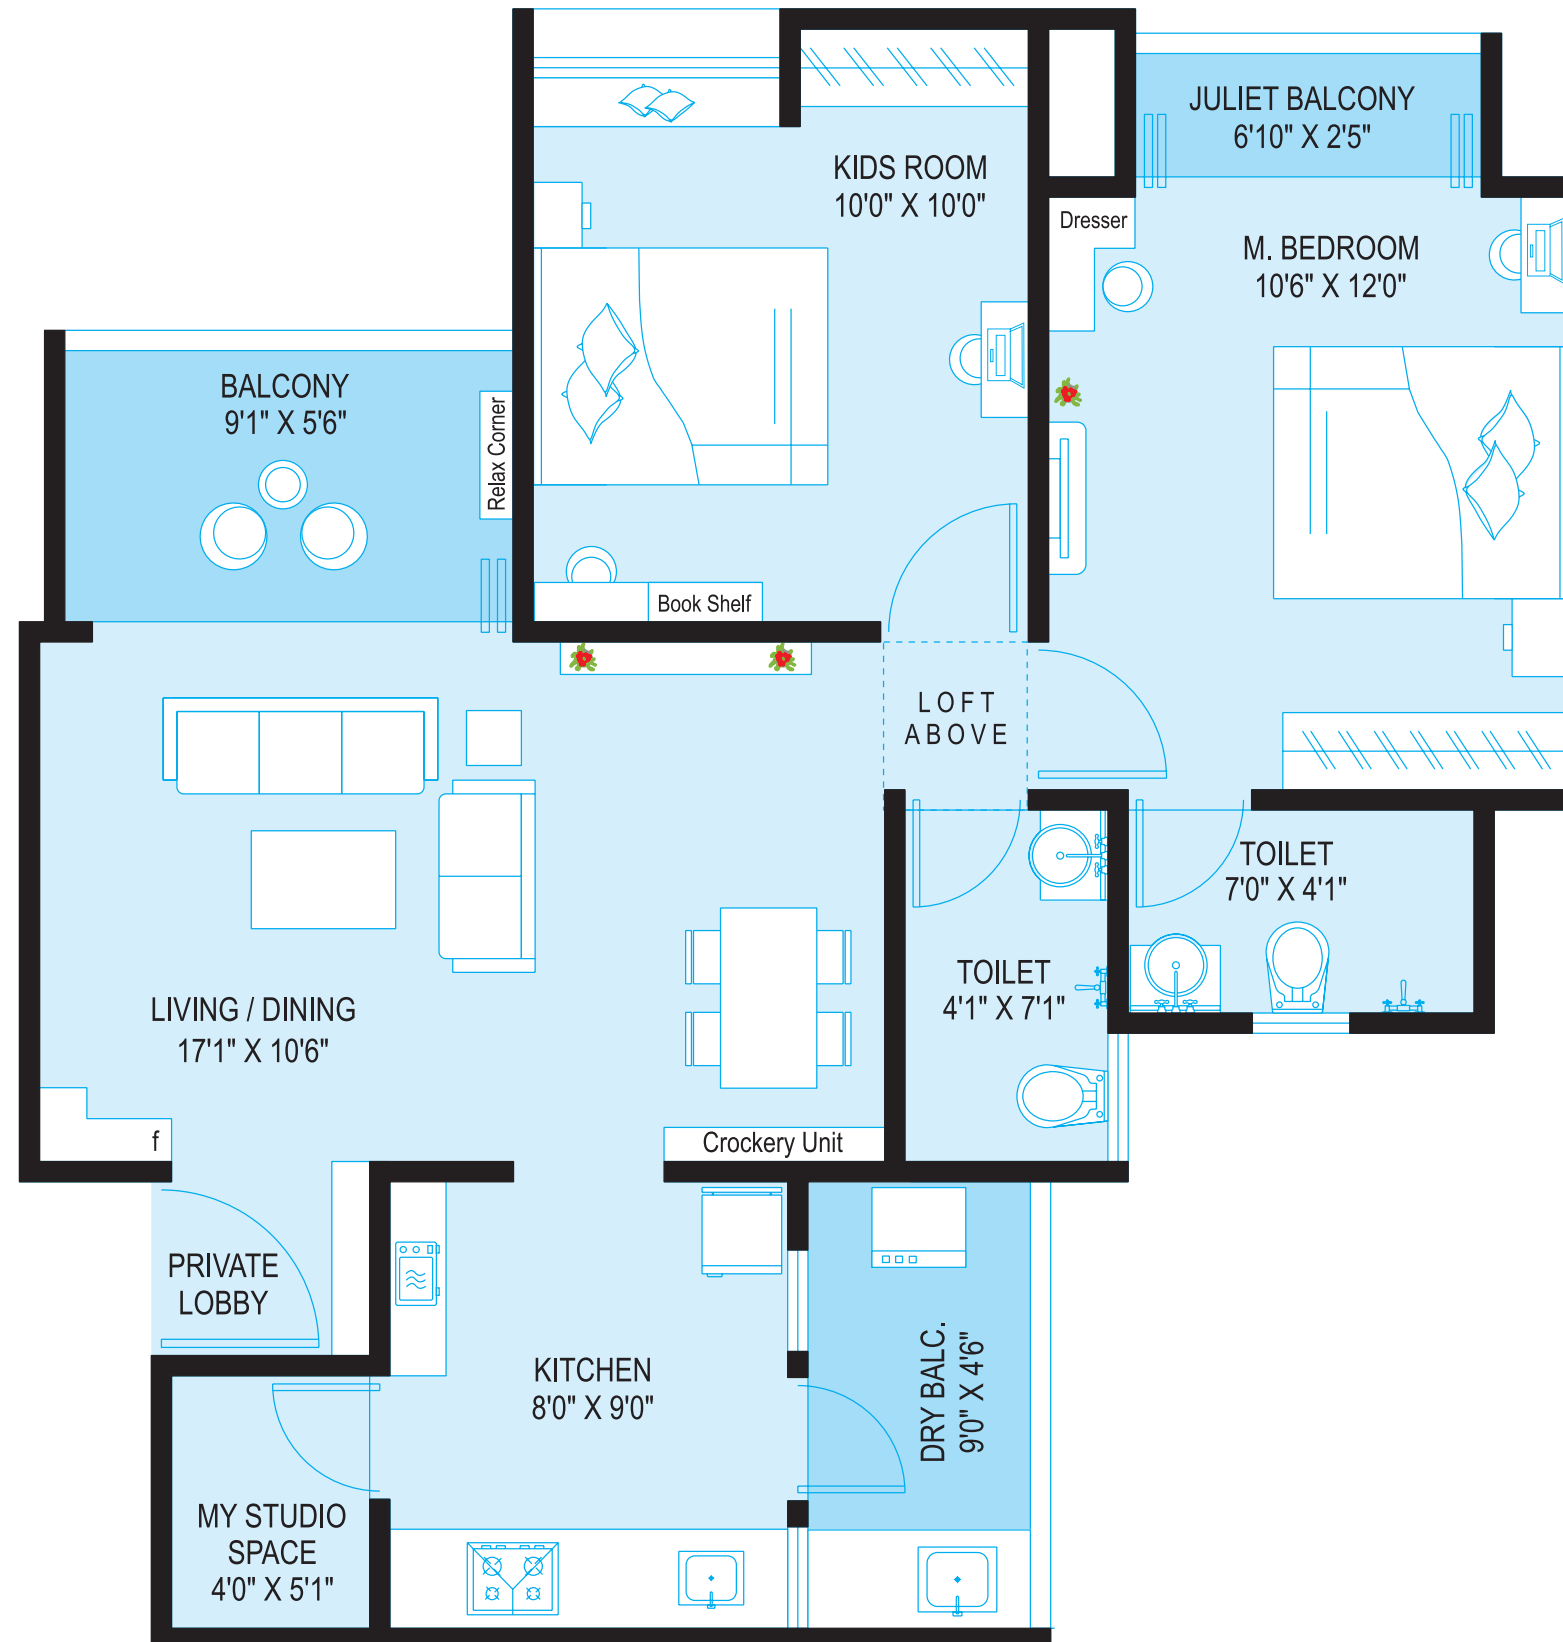 JULIET BALCONY
6'10" X 2'5"
KIDS ROOM
10'0" X 10'0"
Dresser
M. BEDROOM
10'6" X 12'0"
BALCONY
9'1" X 5'6"
Relax Corner
Book Shelf
LOFT
ABOVE
TOILET
7'0" X 4'1"
TOILET
4'1" X 7'1"
LIVING / DINING
17'1" X 10'6"
f
Crockery Unit
PRIVATE
LOBBY
KITCHEN
8'0" X 9'0"
DRY BALC.
9'0" X 4'6"
MY STUDIO
SPACE
4'0" X 5'1"